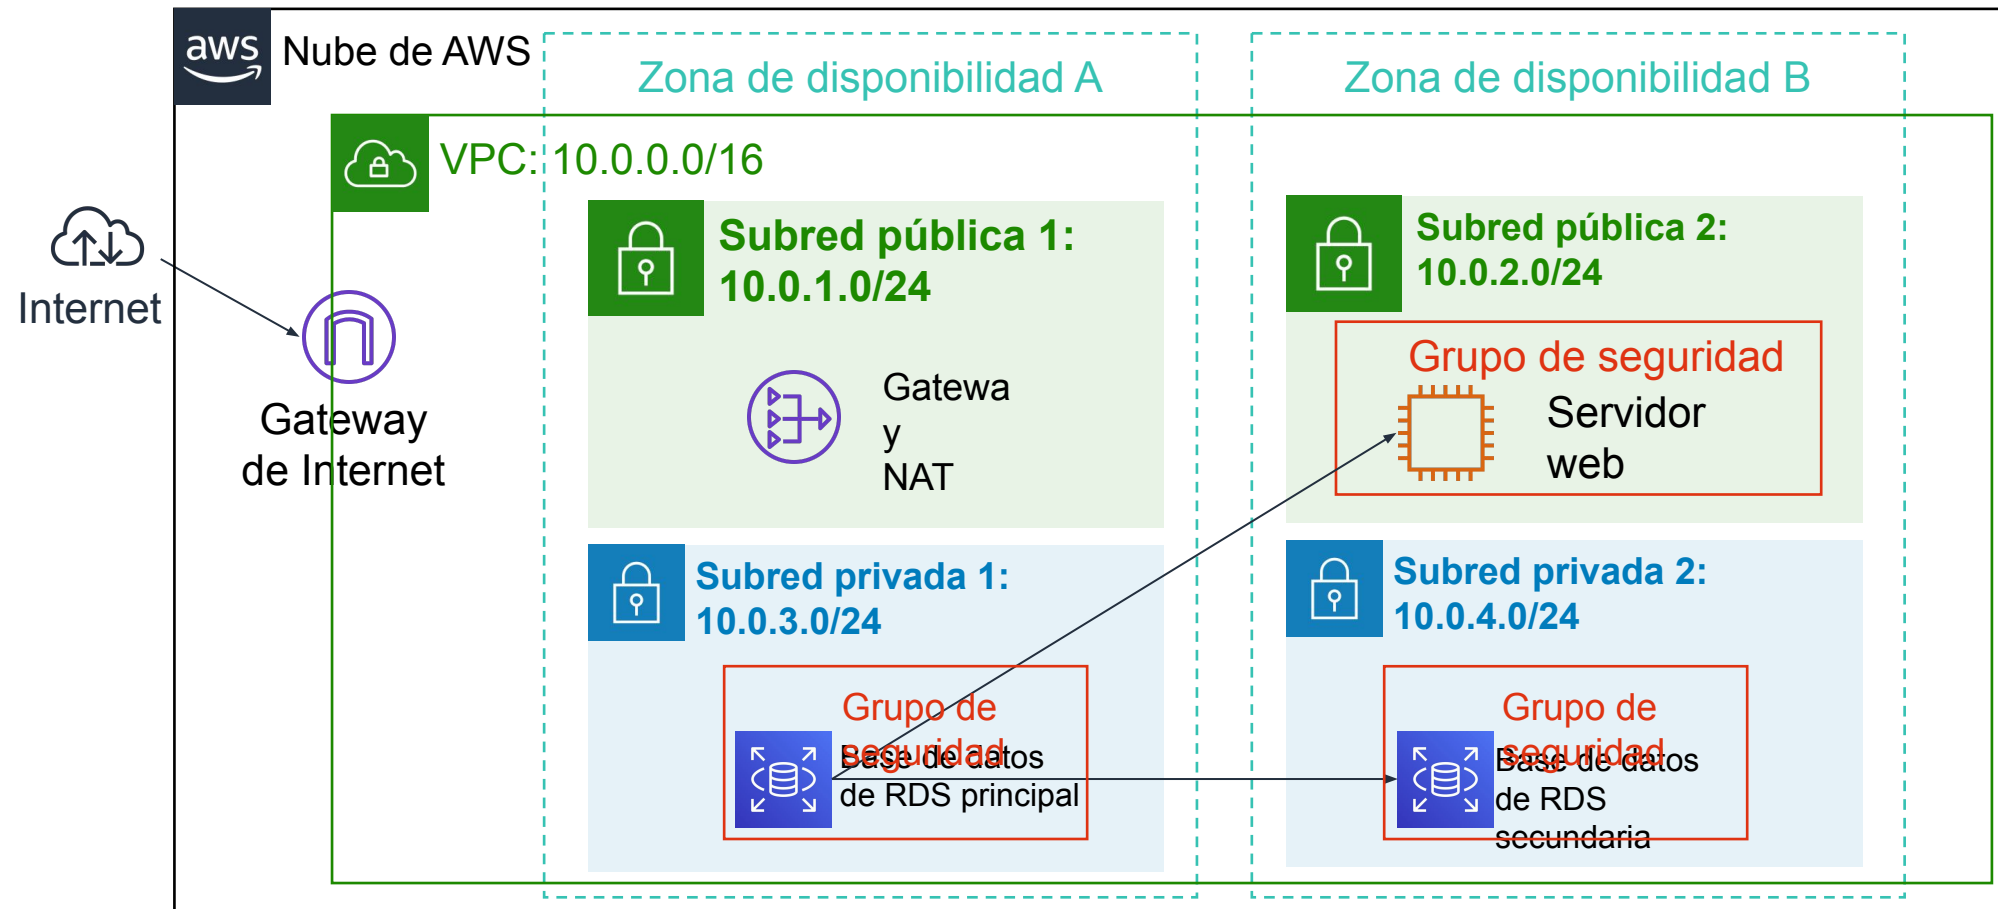 aws
Nube de AWS
Zona de disponibilidad A
Zona de disponibilidad B
VPC: 10.0.0.0/16
Internet
Gateway
de Internet
Subred pública 1:
10.0.1.0/24
Gatewa
y
NAT
Subred pública 2:
10.0.2.0/24
Grupo de seguridad
Servidor
web
Subred privada 1:
10.0.3.0/24
Grupo de
seguridad
Base de datos
de RDS principal
Subred privada 2:
10.0.4.0/24
Grupo de
seguridad
Base de datos
de RDS
secundaria